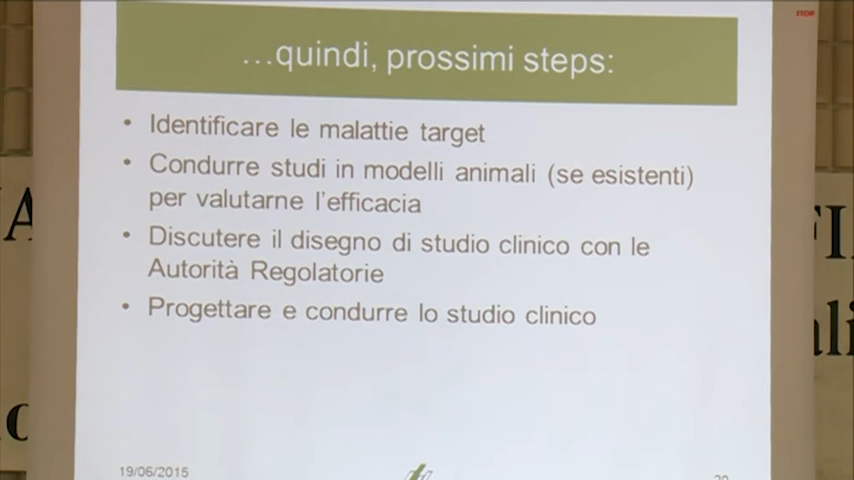 STOP
…quindi, prossimi steps:
• Identificare le malattie target
• Condurre studi in modelli animali (se esistenti)
per valutarne l'efficacia
• Discutere il disegno di studio clinico con le
Autorità Regolatorie
• Progettare e condurre lo studio clinico
19/06/2015